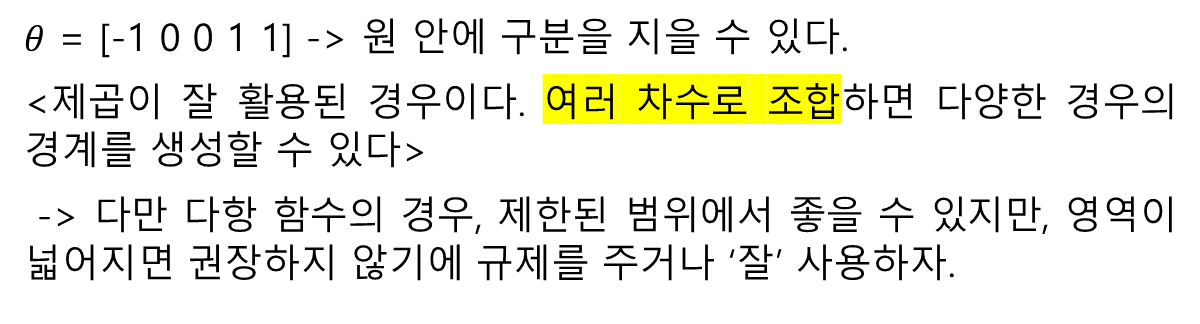 θ = [-1 0 0 1 1] -> 원 안에 구분을 지을 수 있다.
<제곱이 잘 활용된 경우이다. 여러 차수로 조합하면 다양한 경우의
경계를 생성할 수 있다>
-> 다만 다항 함수의 경우, 제한된 범위에서 좋을 수 있지만, 영역이
넓어지면 권장하지 않기에 규제를 주거나 ‘잘’ 사용하자.